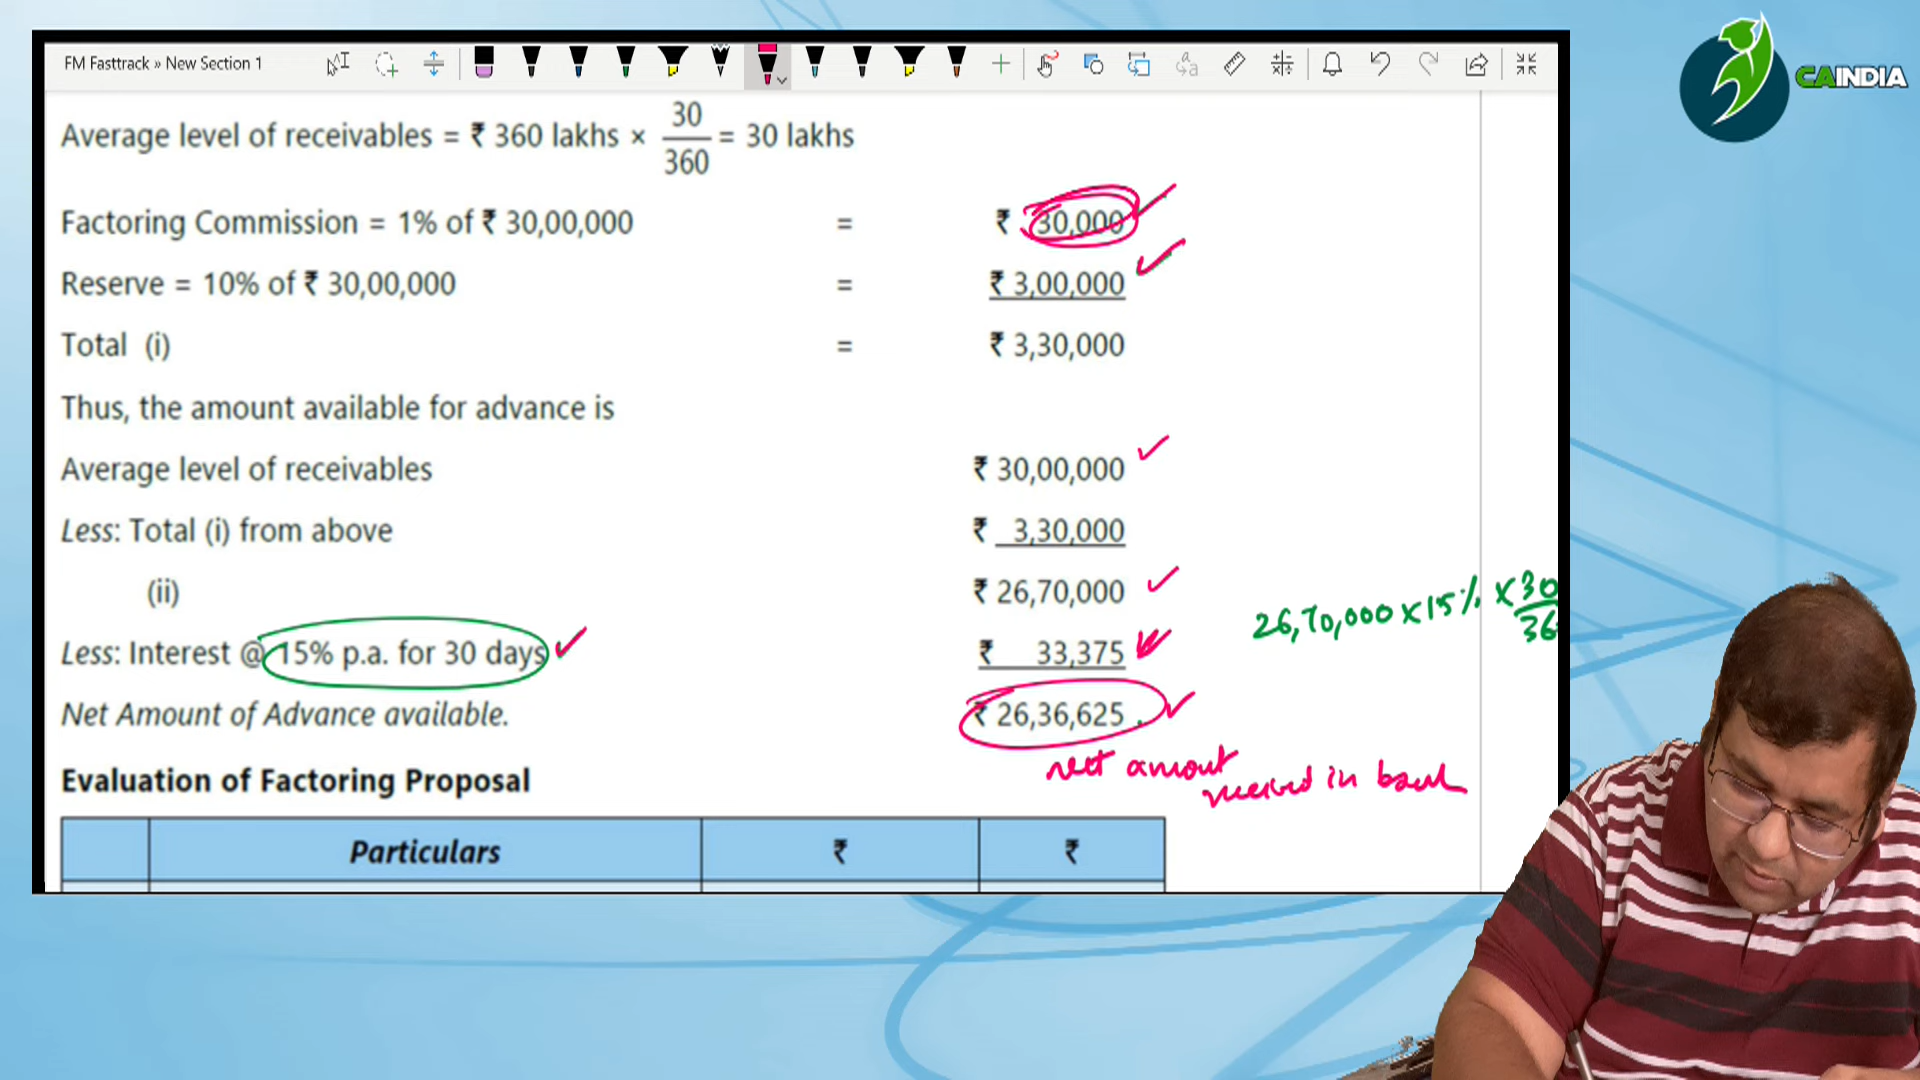 FM Fasttrack » New Section 1
CAINDIA
Average level of receivables = ₹ 360 lakhs × 30/360 = 30 lakhs
Factoring Commission = 1% of ₹ 30,00,000 = ₹ 30,000
Reserve = 10% of ₹ 30,00,000 = ₹ 3,00,000
Total (i) = ₹ 3,30,000
Thus, the amount available for advance is
Average level of receivables ₹ 30,00,000
Less: Total (i) from above ₹ 3,30,000
(ii) ₹ 26,70,000
26,70,000 × 15% × 30/36
Less: Interest @ 15% p.a. for 30 days ₹ 33,375
Net Amount of Advance available. ₹ 26,36,625
net amout
received in bank
Evaluation of Factoring Proposal
Particulars ₹ ₹